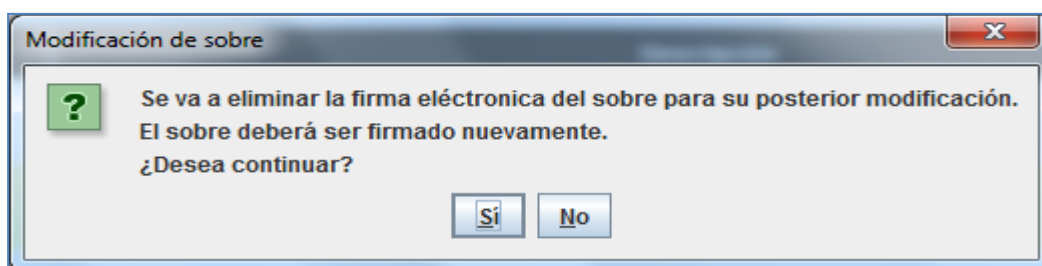 Modificación de sobre
Se va a eliminar la firma eléctronica del sobre para su posterior modificación.
El sobre deberá ser firmado nuevamente.
¿Desea continuar?
Sí No